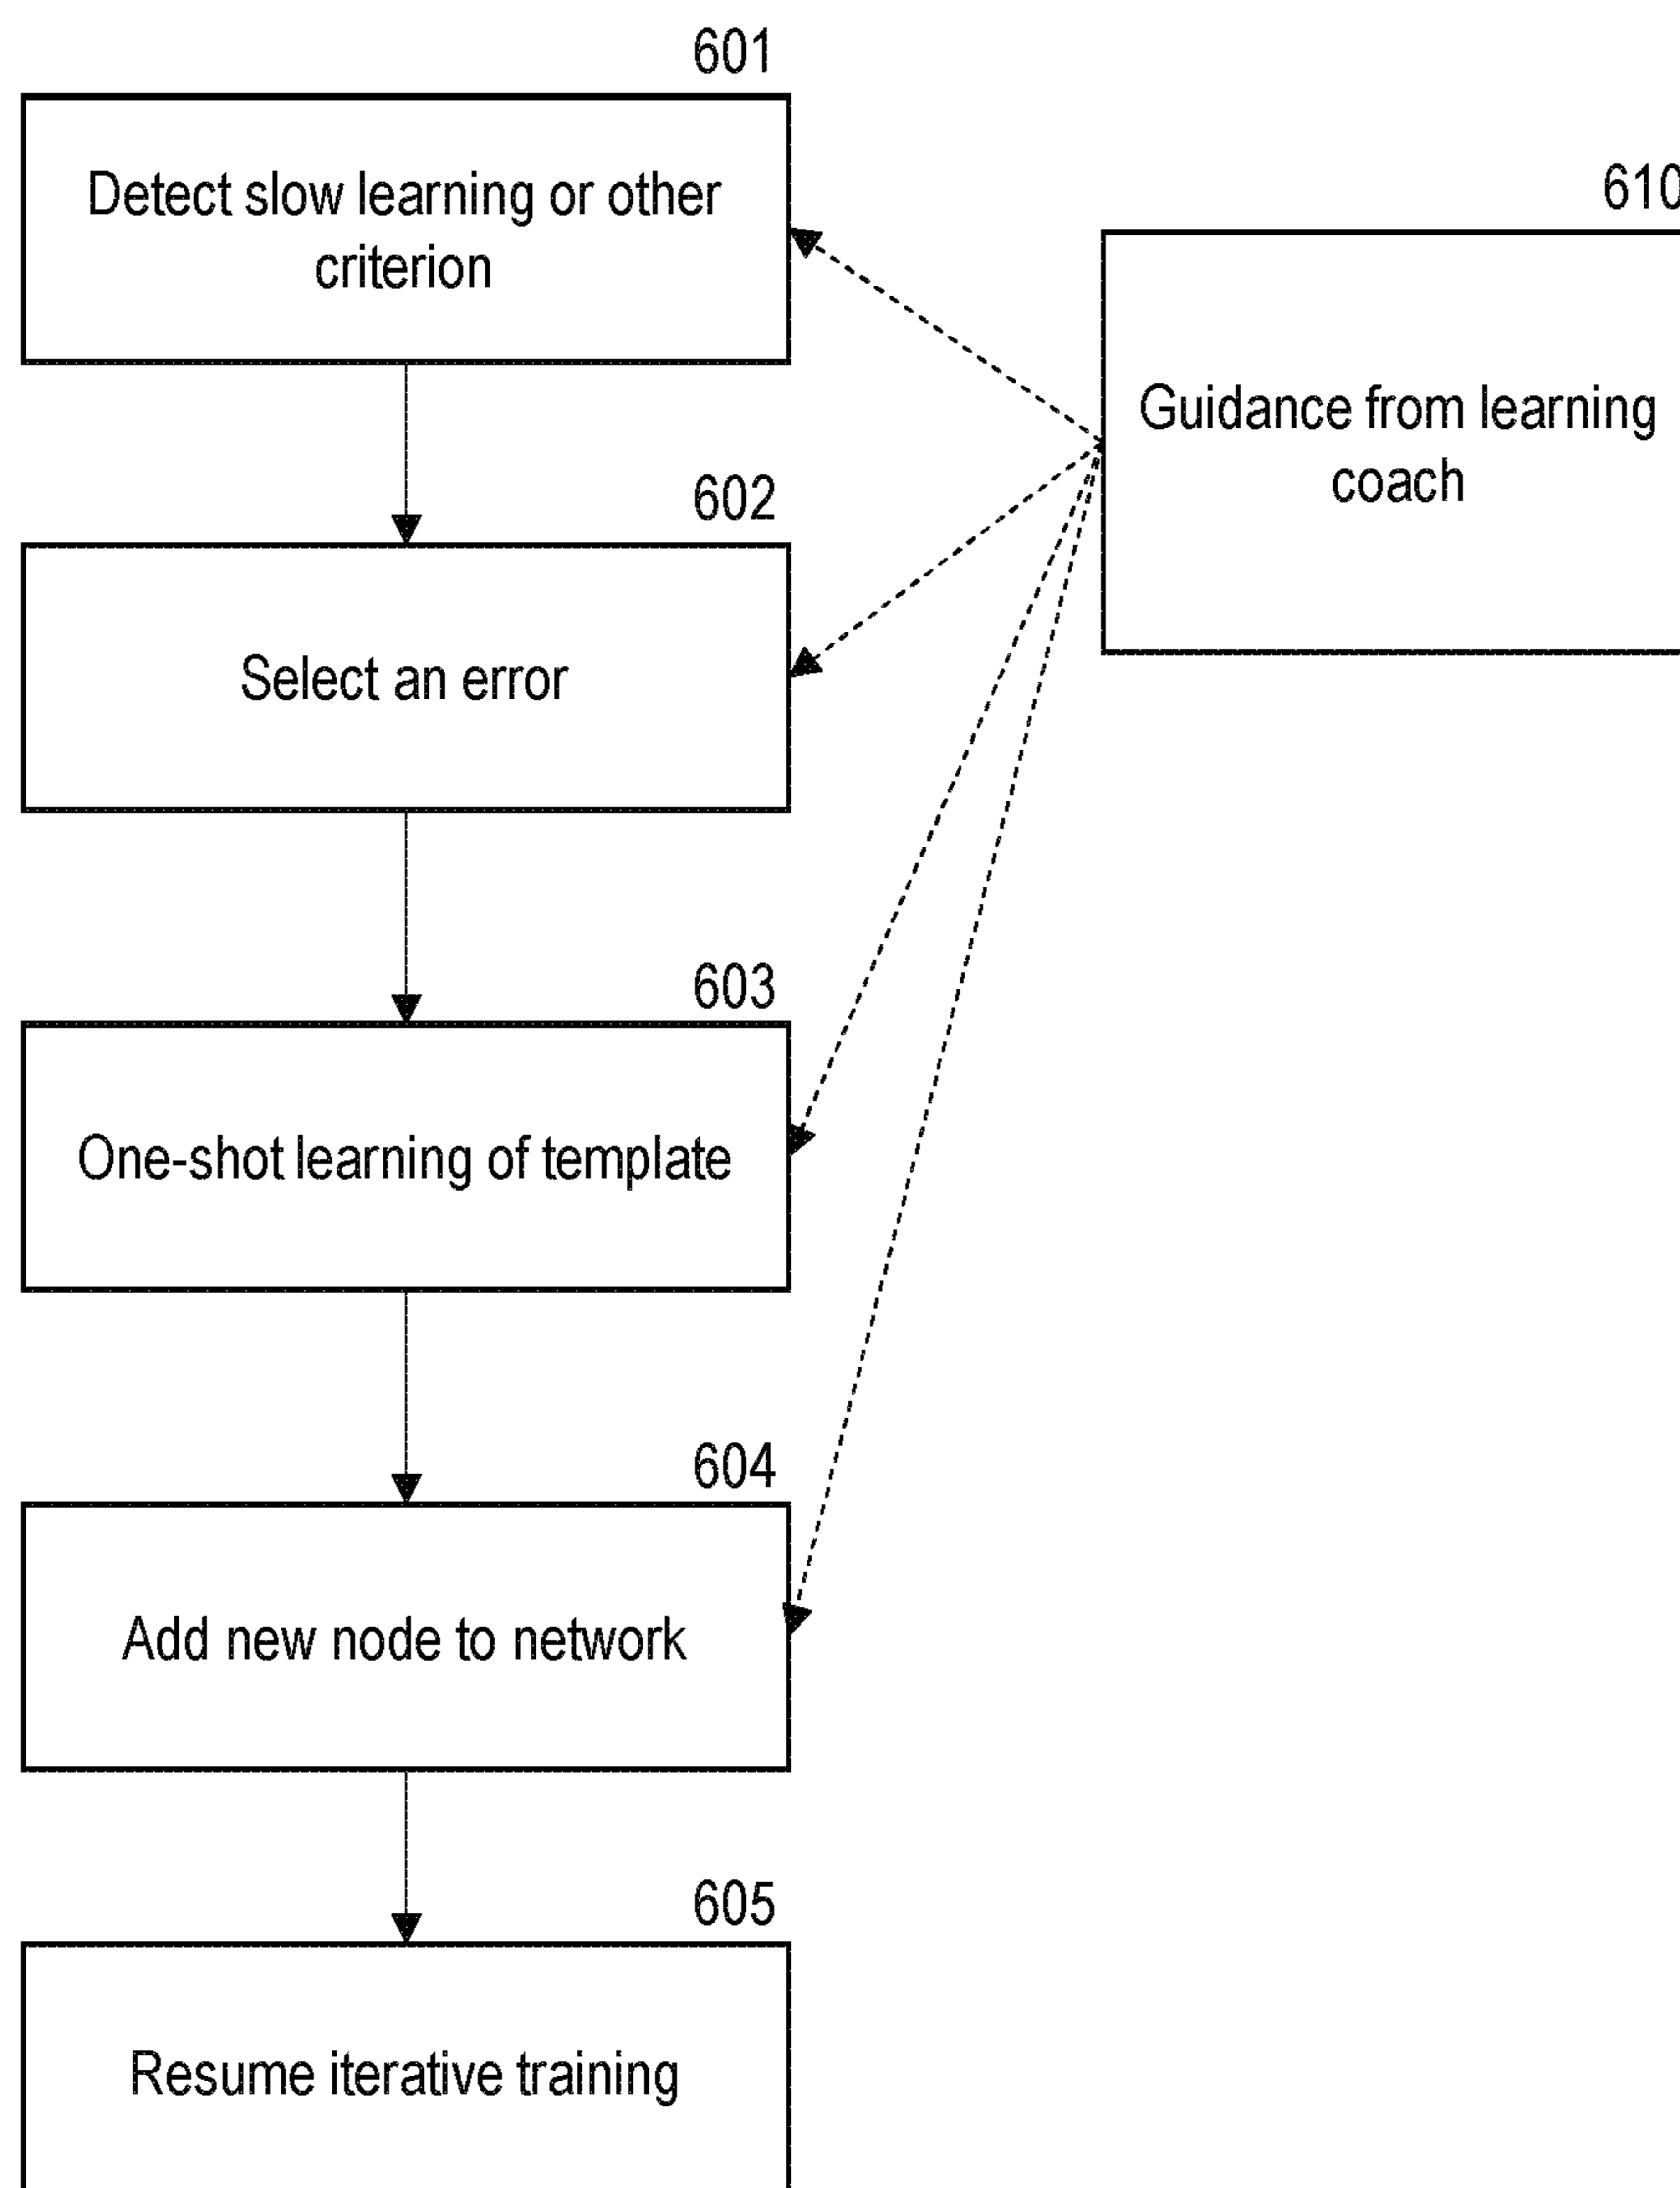 601
Detect slow learning or other
criterion
610
Guidance from learning
coach
602
Select an error
603
One-shot learning of template
604
Add new node to network
605
Resume iterative training